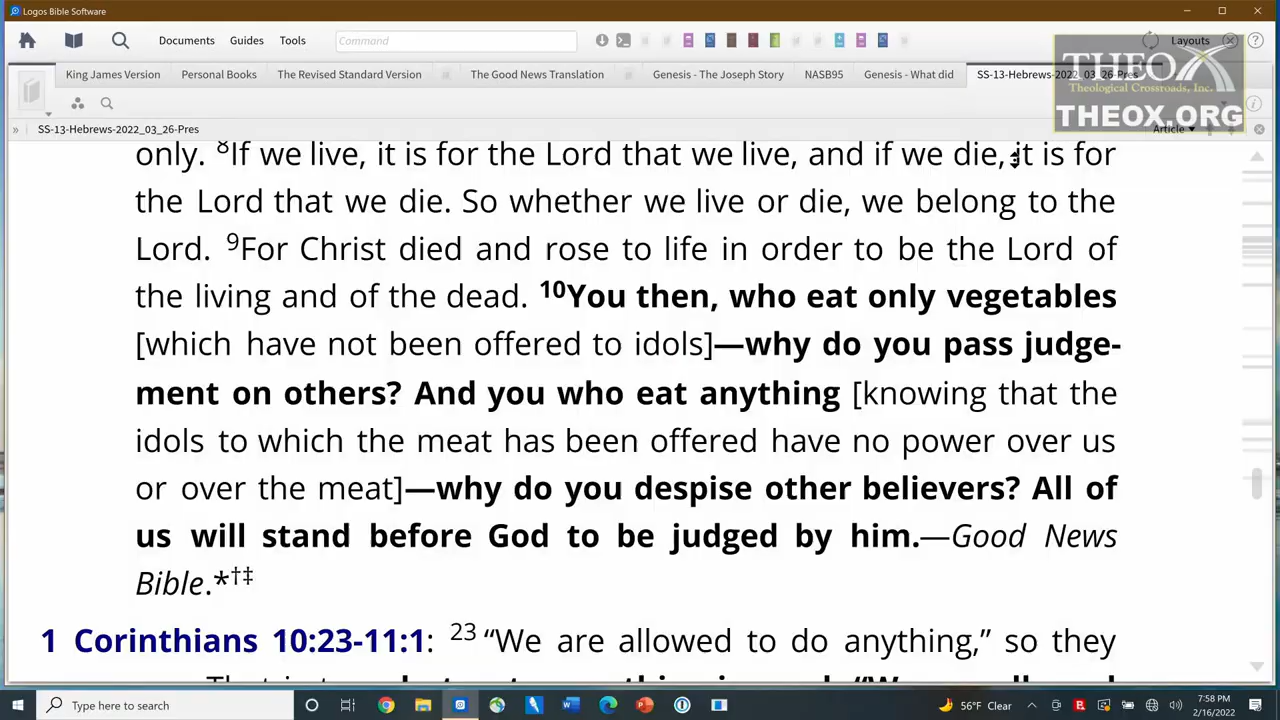 Logos Bible Software
Documents Guides Tools Command Layouts
King James Version Personal Books The Revised Standard Version The Good News Translation Genesis - The Joseph Story NASB95 Genesis - What did SS-13-Hebrews-2022_03_26-Pres
THEOX
Theological Crossroads, Inc.
THEOX.ORG
SS-13-Hebrews-2022_03_26-Pres Article
only. 8If we live, it is for the Lord that we live, and if we die, it is for
the Lord that we die. So whether we live or die, we belong to the
Lord. 9For Christ died and rose to life in order to be the Lord of
the living and of the dead. 10You then, who eat only vegetables
[which have not been offered to idols]—why do you pass judge-
ment on others? And you who eat anything [knowing that the
idols to which the meat has been offered have no power over us
or over the meat]—why do you despise other believers? All of
us will stand before God to be judged by him.—Good News
Bible.*†‡
1 Corinthians 10:23-11:1: 23 “We are allowed to do anything,” so they
Type here to search
56°F Clear
7:58 PM
2/16/2022